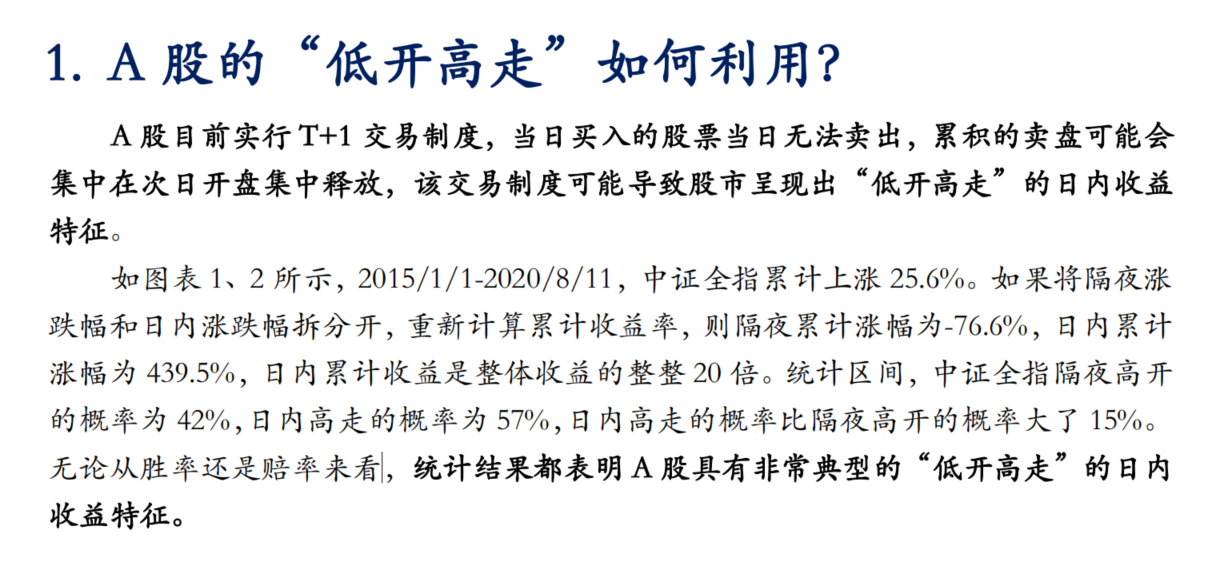 1. A 股的“低开高走”如何利用?
A 股目前实行 T+1 交易制度，当日买入的股票当日无法卖出，累积的卖盘可能会
集中在次日开盘集中释放，该交易制度可能导致股市呈现出“低开高走”的日内收益
特征。
如图表 1、2 所示，2015/1/1-2020/8/11，中证全指累计上涨 25.6%。如果将隔夜涨
跌幅和日内涨跌幅拆分开，重新计算累计收益率，则隔夜累计涨幅为-76.6%，日内累计
涨幅为 439.5%，日内累计收益是整体收益的整整 20 倍。统计区间，中证全指隔夜高开
的概率为 42%,日内高走的概率为 57%,日内高走的概率比隔夜高开的概率大了 15%。
无论从胜率还是赔率来看，统计结果都表明 A 股具有非常典型的“低开高走”的日内
收益特征。